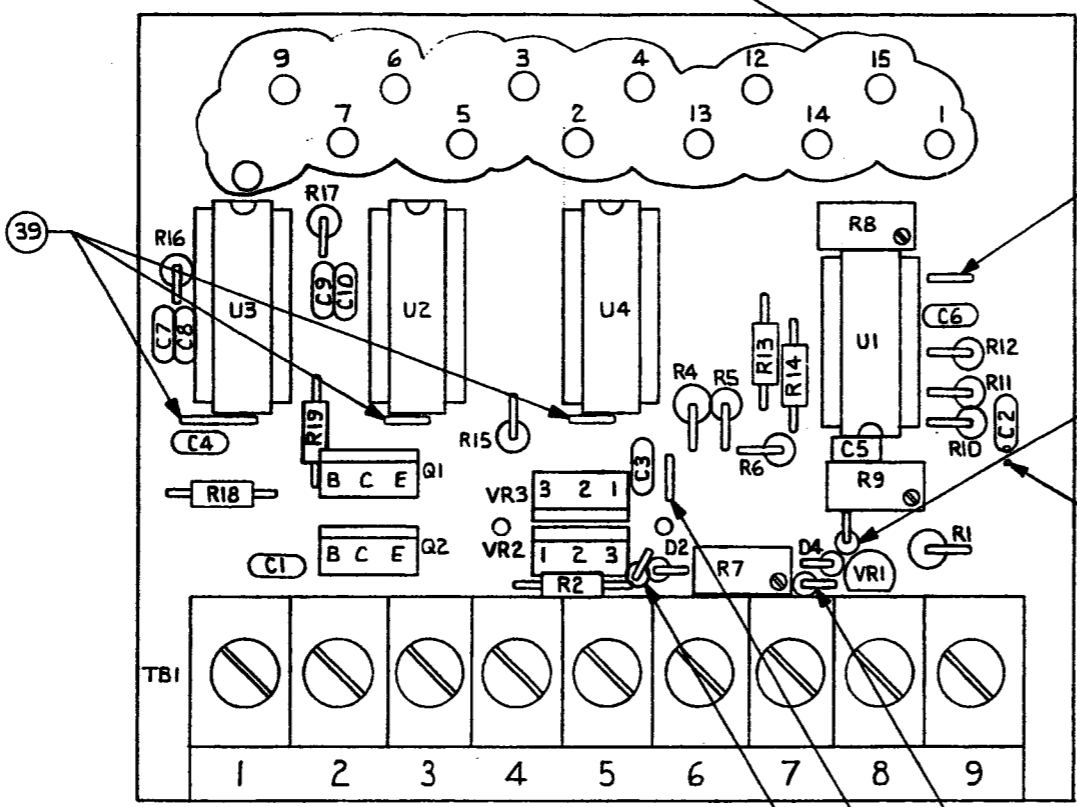 9 6 3 4 12 15
7 5 2 13 14 1
R17
39
R16
R8
U3
C9
C10
U2
U4
C7
C8
U1
C6
R13
R14
R12
R4 R5
R11
R19
R15
R10
C2
C4
C5
R6
C3
B C E Q1
R18
VR3 3 2 1
R9
B C E Q2
VR2 1 2 3
D2
D4
R1
C1
R2
R7
VR1
TB1
1 2 3 4 5 6 7 8 9